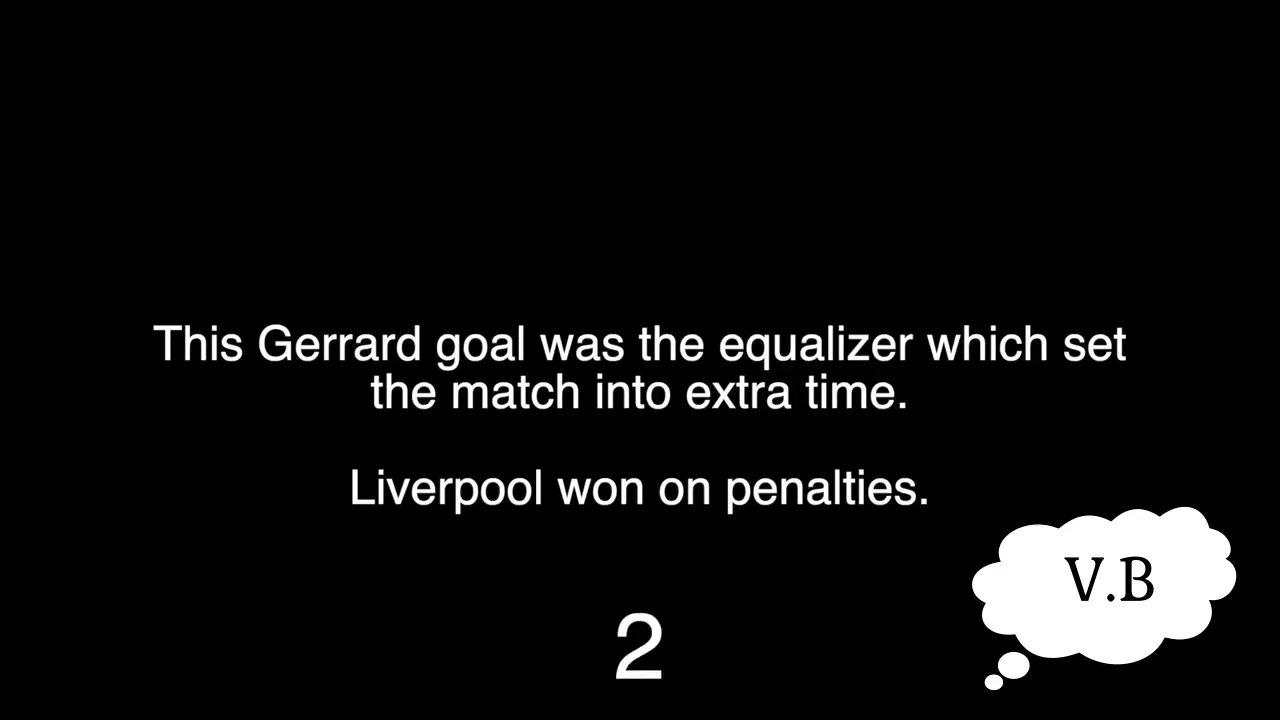 This Gerrard goal was the equalizer which set
the match into extra time.
Liverpool won on penalties.
V.B
2